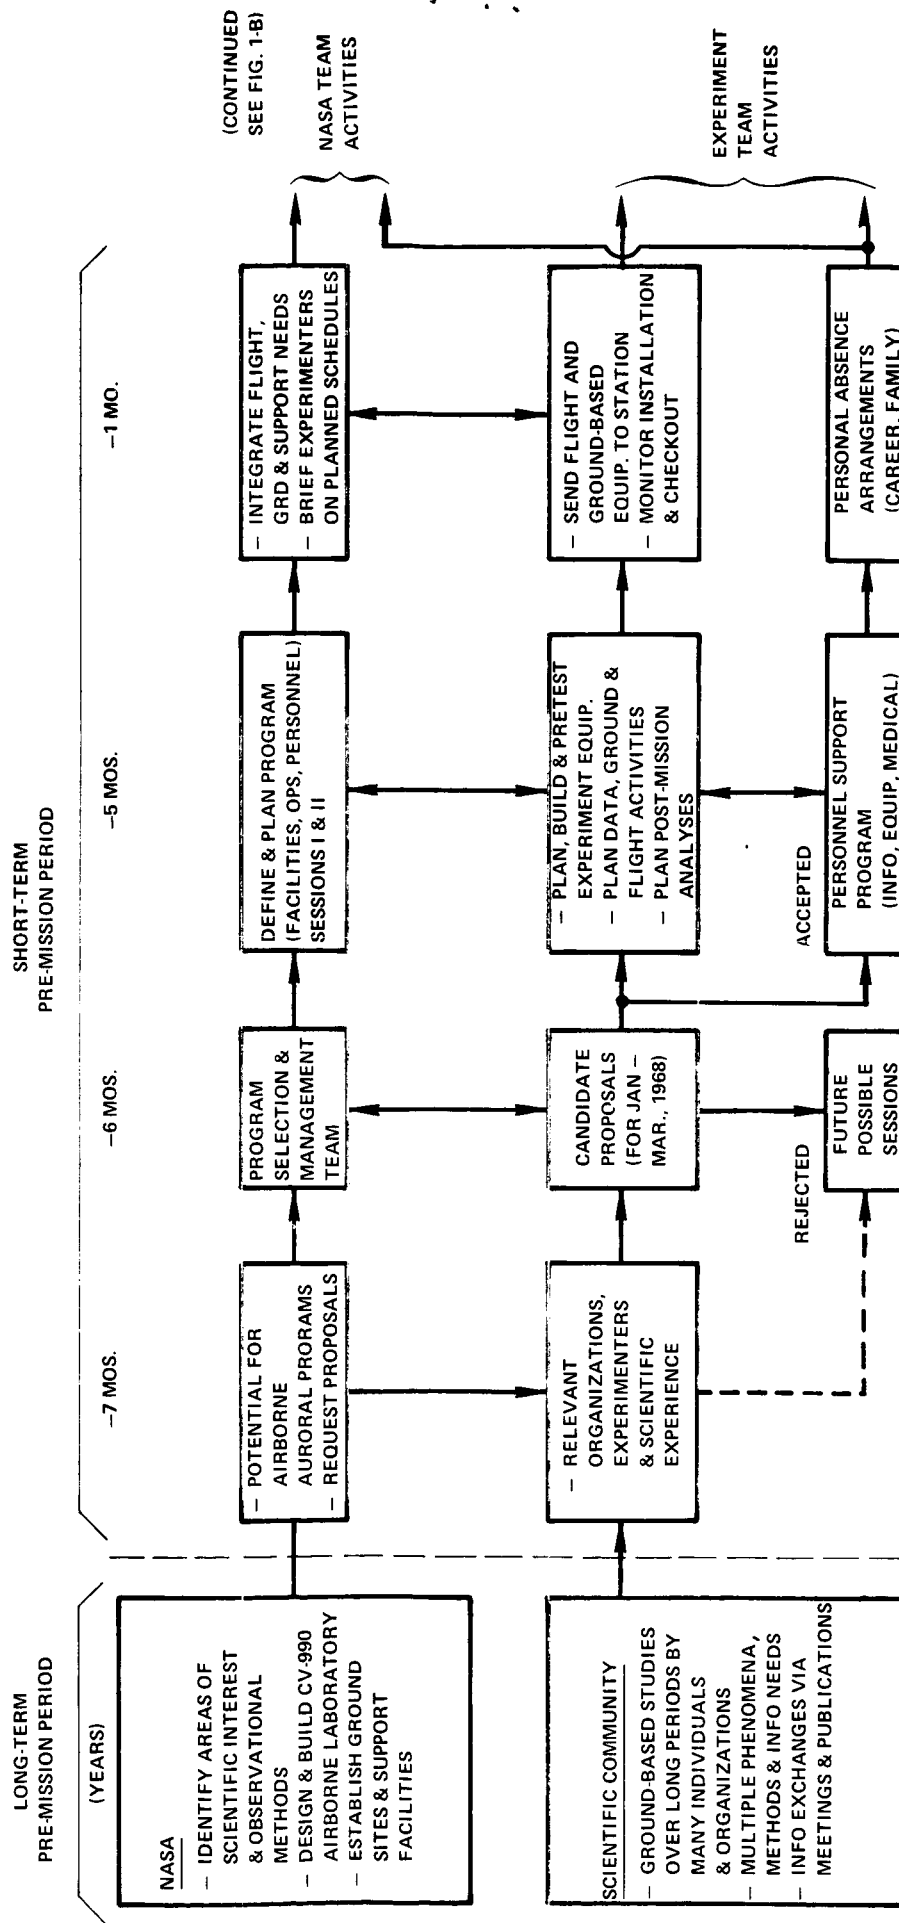 LONG-TERM
PRE-MISSION PERIOD
(YEARS)
NASA
– IDENTIFY AREAS OF
SCIENTIFIC INTEREST
& OBSERVATIONAL
METHODS
– DESIGN & BUILD CV-990
AIRBORNE LABORATORY
– ESTABLISH GROUND
SITES & SUPPORT
FACILITIES
SCIENTIFIC COMMUNITY
– GROUND-BASED STUDIES
OVER LONG PERIODS BY
MANY INDIVIDUALS
& ORGANIZATIONS
– MULTIPLE PHENOMENA,
METHODS & INFO NEEDS
– INFO EXCHANGES VIA
MEETINGS & PUBLICATIONS
SHORT-TERM
PRE-MISSION PERIOD
–7 MOS.
– POTENTIAL FOR
AIRBORNE
AURORAL PRORAMS
– REQUEST PROPOSALS
– RELEVANT
ORGANIZATIONS,
EXPERIMENTERS
& SCIENTIFIC
EXPERIENCE
–6 MOS.
PROGRAM
SELECTION &
MANAGEMENT
TEAM
CANDIDATE
PROPOSALS
(FOR JAN –
MAR., 1968)
REJECTED
FUTURE
POSSIBLE
SESSIONS
–5 MOS.
DEFINE & PLAN PROGRAM
(FACILITIES, OPS, PERSONNEL)
SESSIONS I & II
– PLAN, BUILD & PRETEST
EXPERIMENT EQUIP.
– PLAN DATA, GROUND &
FLIGHT ACTIVITIES
– PLAN POST-MISSION
ANALYSES
ACCEPTED
PERSONNEL SUPPORT
PROGRAM
(INFO, EQUIP, MEDICAL)
–1 MO.
– INTEGRATE FLIGHT,
GRD & SUPPORT NEEDS
– BRIEF EXPERIMENTERS
ON PLANNED SCHEDULES
– SEND FLIGHT AND
GROUND-BASED
EQUIP. TO STATION
– MONITOR INSTALLATION
& CHECKOUT
PERSONAL ABSENCE
ARRANGEMENTS
(CAREER, FAMILY)
(CONTINUED
SEE FIG. 1-B)
NASA TEAM
ACTIVITIES
EXPERIMENT
TEAM
ACTIVITIES